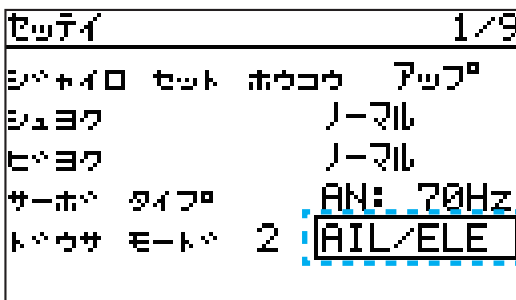 セッテイ 1/9
ジャイロ セット ホウコウ アップ
シュヨク ノーマル
ビヨク ノーマル
サーボ タイプ AN: 70Hz
ドウサ モード 2 AIL/ELE